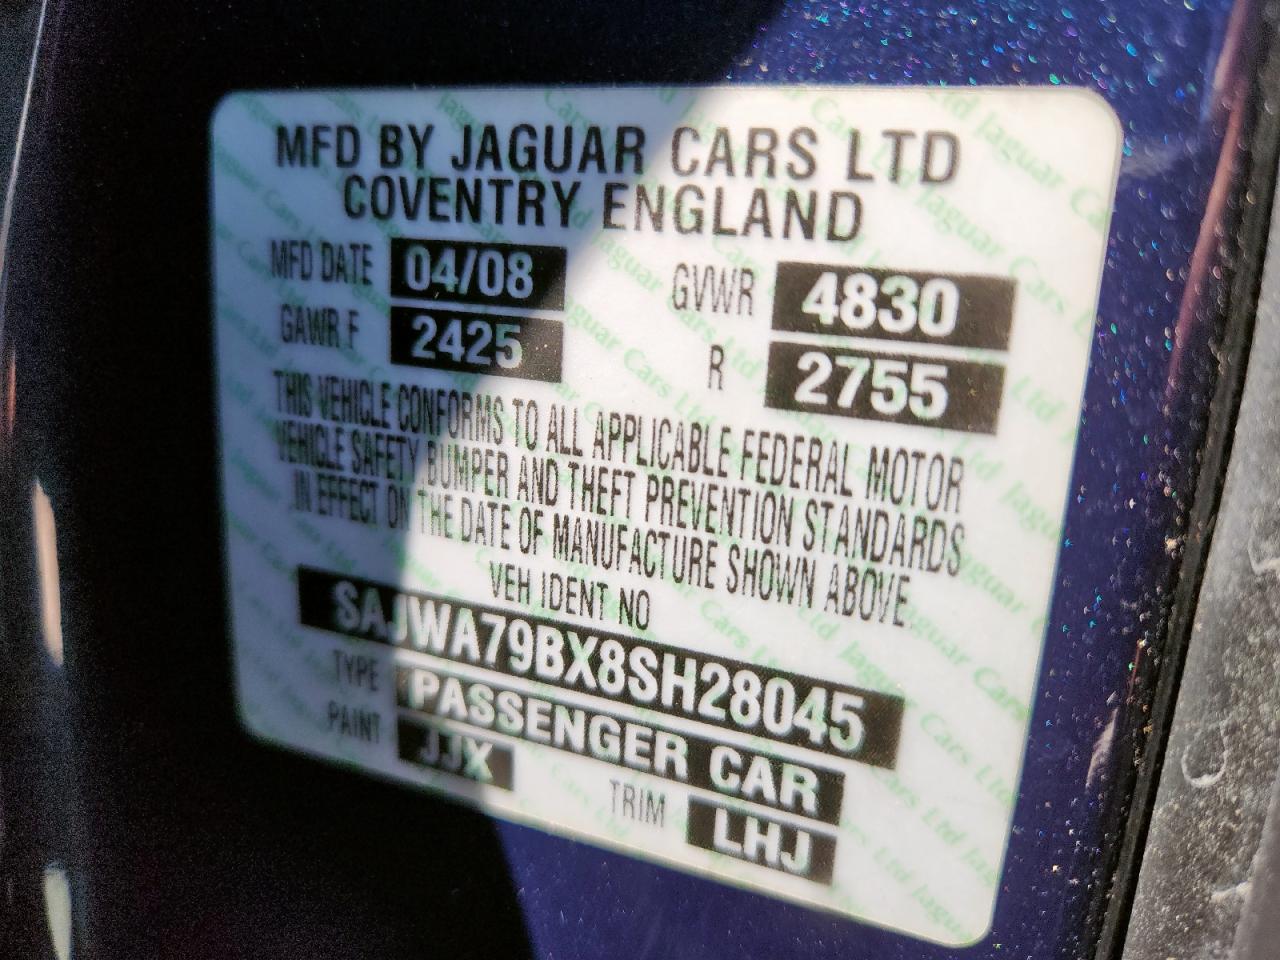 MFD BY JAGUAR CARS LTD
COVENTRY ENGLAND
MFD DATE 04/08 GVWR 4830
GAWR F 2425 R 2755
THIS VEHICLE CONFORMS TO ALL APPLICABLE FEDERAL MOTOR
VEHICLE SAFETY,BUMPER AND THEFT PREVENTION STANDARDS
IN EFFECT ON THE DATE OF MANUFACTURE SHOWN ABOVE.
VEH IDENT NO
SAJWA79BX8SH28045
TYPE PASSENGER CAR
PAINT JJX TRIM LHJ